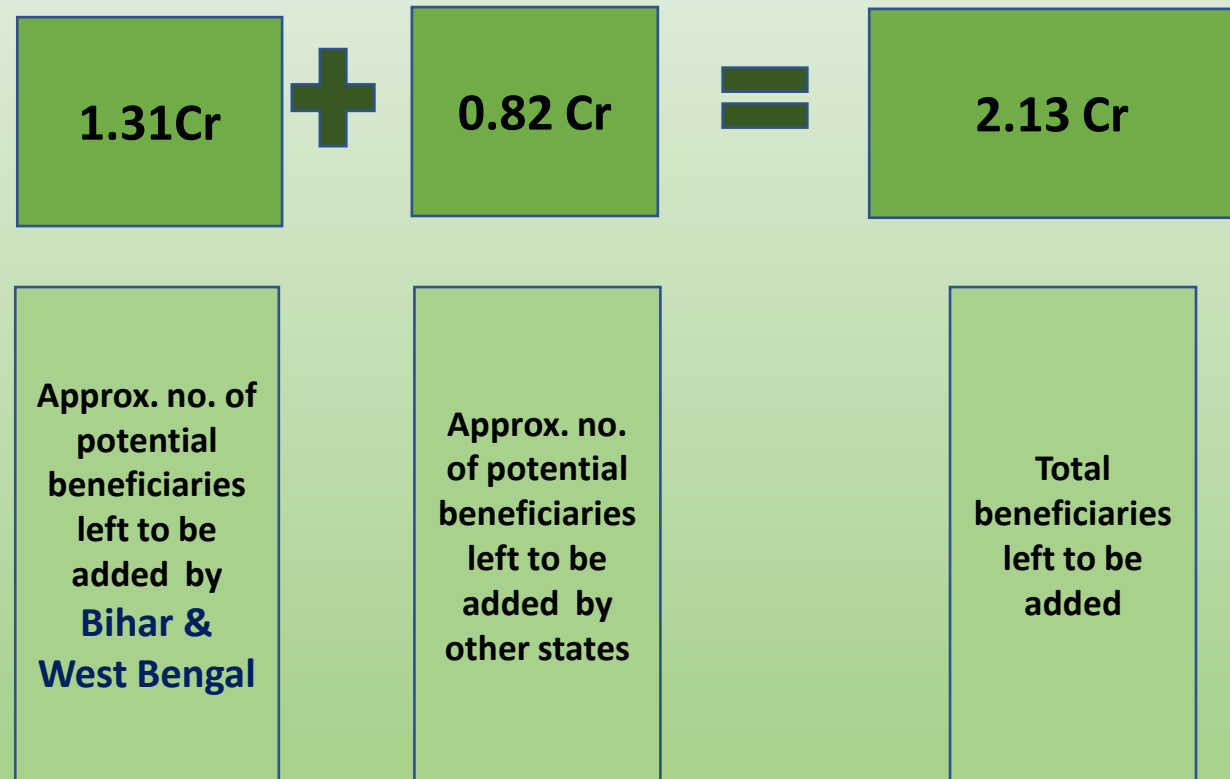 1.31Cr
0.82 Cr
2.13 Cr
Approx. no. of
potential
beneficiaries
left to be
added by
Bihar &
West Bengal
Approx. no.
of potential
beneficiaries
left to be
added by
other states
Total
beneficiaries
left to be
added